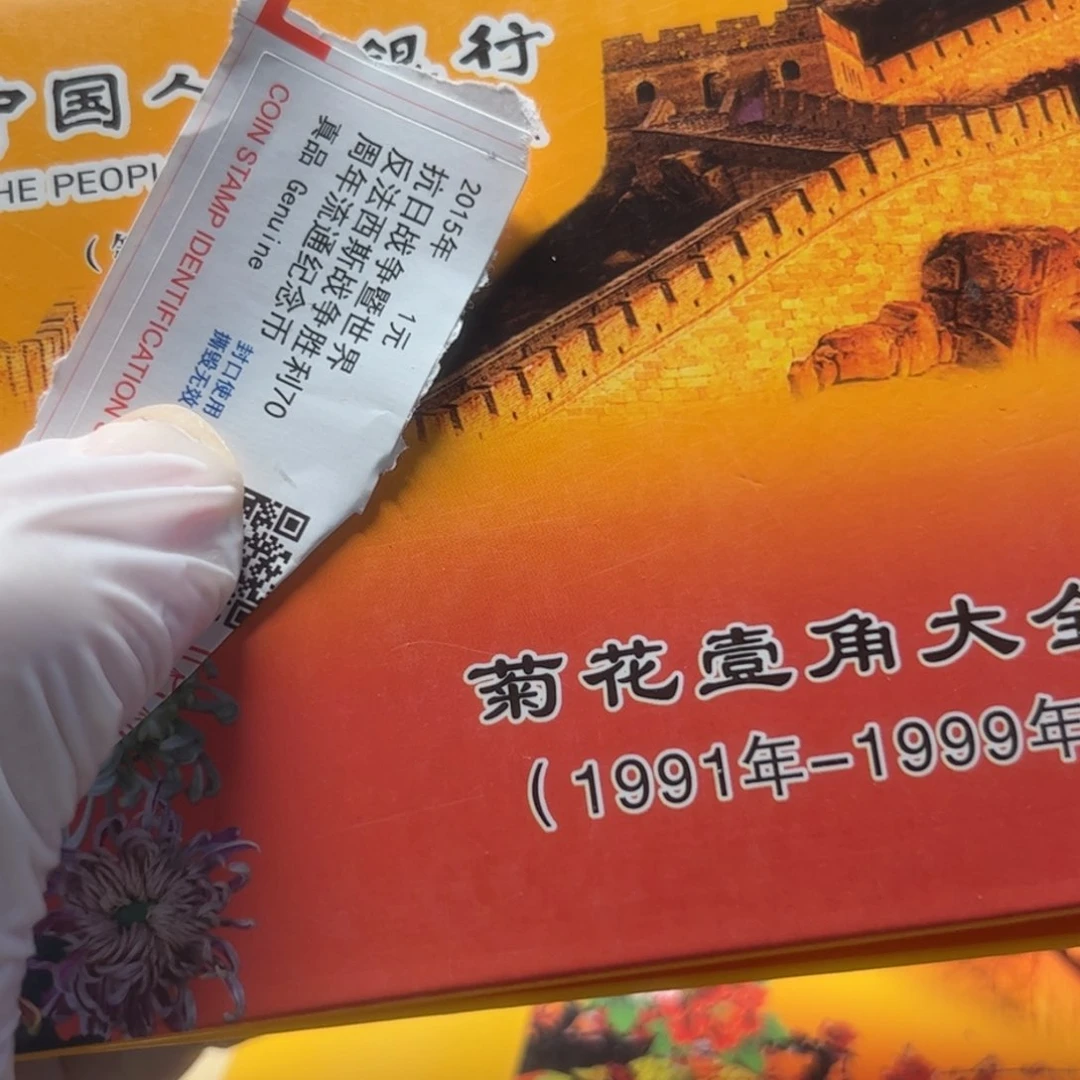 中国人 银行
THE PEOPL
COIN STAMP IDENTIFICATION
2015年 1元
抗日战争暨世界
反法西斯战争胜利70
周年流通纪念币
真品 Genuine
封口使用
撕毁无效
菊花壹角大全
(1991年-1999年